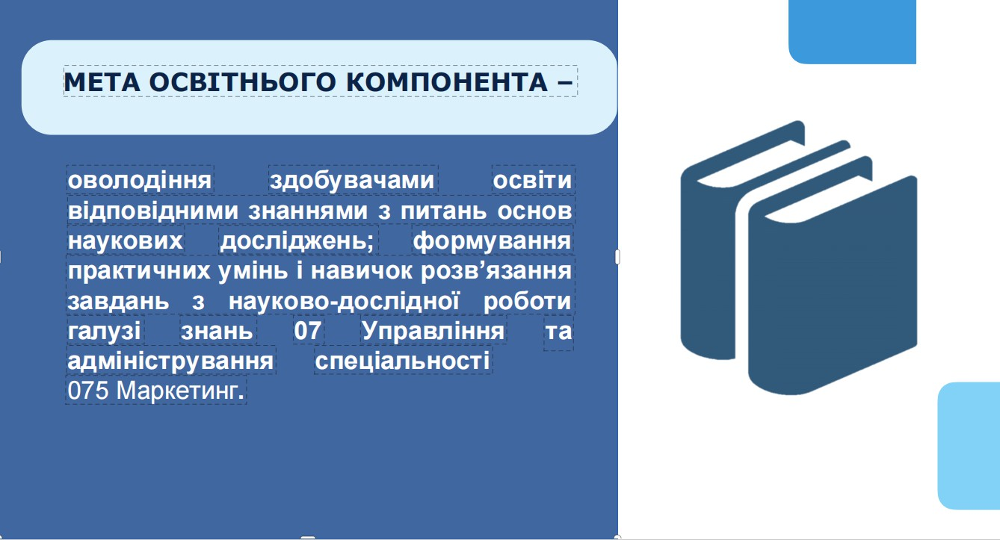 МЕТА ОСВІТНЬОГО КОМПОНЕНТА –
оволодіння здобувачами освіти
відповідними знаннями з питань основ
наукових досліджень; формування
практичних умінь і навичок розв’язання
завдань з науково-дослідної роботи
галузі знань 07 Управління та
адміністрування спеціальності
075 Маркетинг.